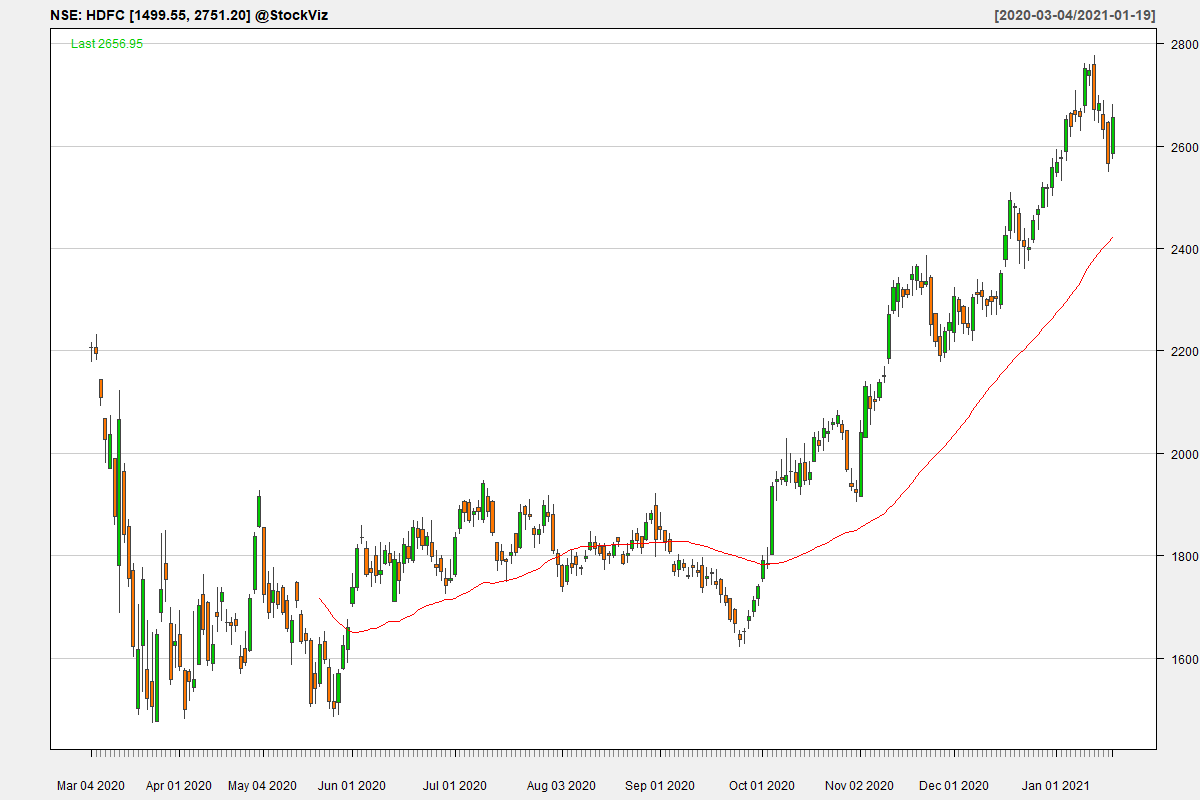 NSE: HDFC [1499.55, 2751.20] @StockViz
[2020-03-04/2021-01-19]
Last 2656.95
2800
2600
2400
2200
2000
1800
1600
Mar 04 2020
Apr 01 2020
May 04 2020
Jun 01 2020
Jul 01 2020
Aug 03 2020
Sep 01 2020
Oct 01 2020
Nov 02 2020
Dec 01 2020
Jan 01 2021